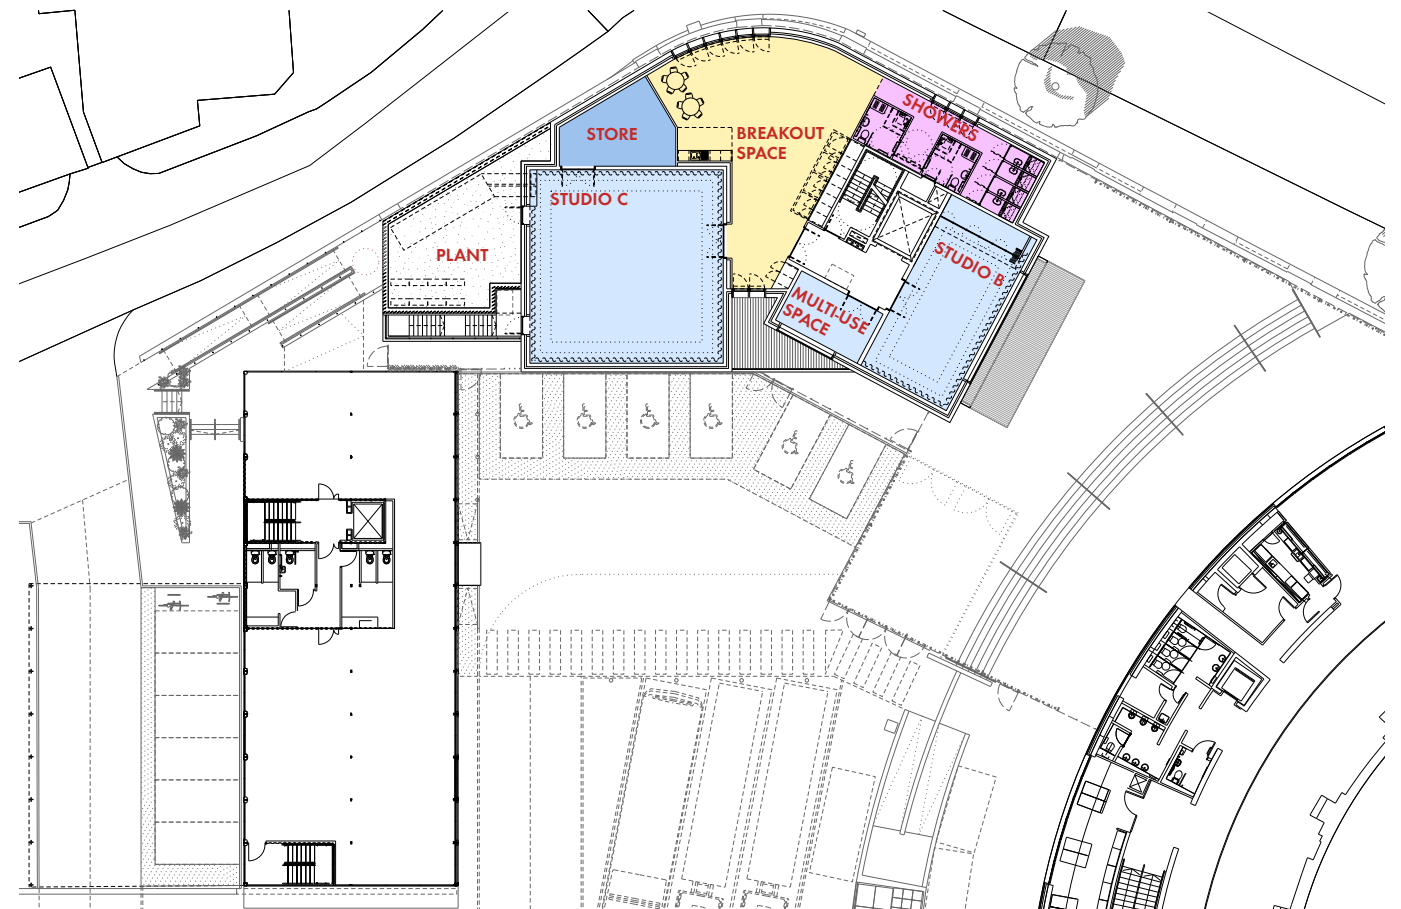 SHOWERS
STORE
BREAKOUT
SPACE
STUDIO C
PLANT
STUDIO B
MULTI-USE
SPACE